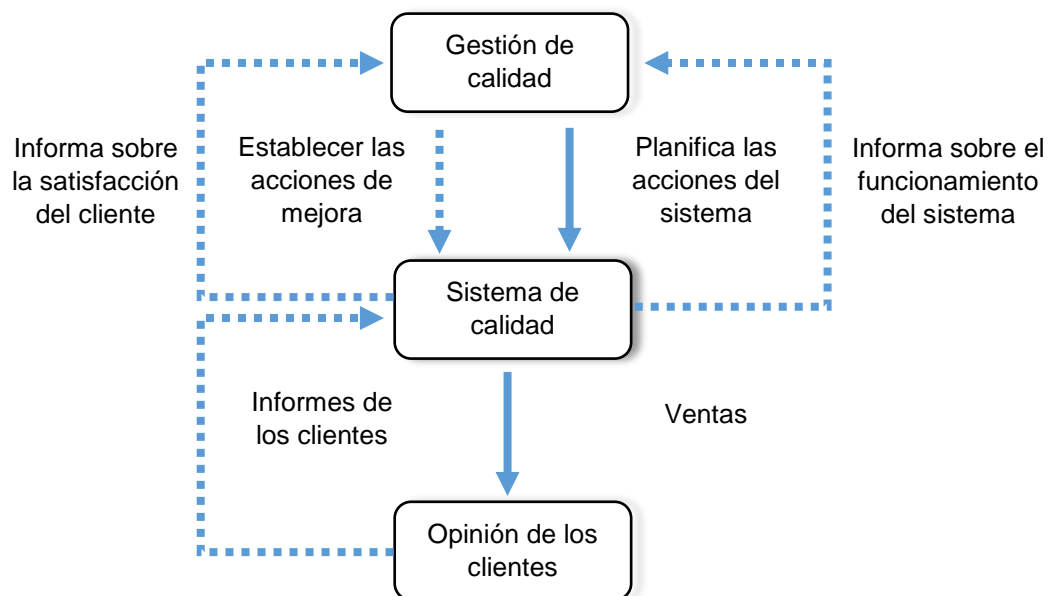 Gestión de
calidad
Informa sobre
la satisfacción
del cliente
Establecer las
acciones de
mejora
Planifica las
acciones del
sistema
Informa sobre el
funcionamiento
del sistema
Sistema de
calidad
Informes de
los clientes
Ventas
Opinión de los
clientes